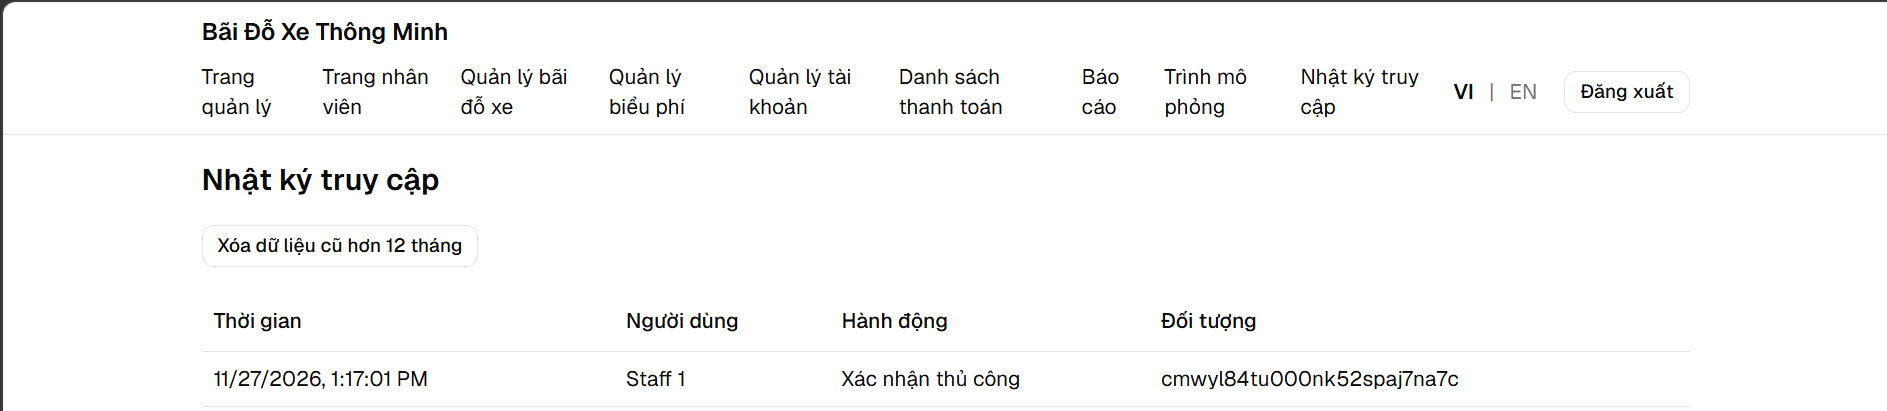 Bãi Đỗ Xe Thông Minh
Trang quản lý
Trang nhân viên
Quản lý bãi đỗ xe
Quản lý biểu phí
Quản lý tài khoản
Danh sách thanh toán
Báo cáo
Trình mô phỏng
Nhật ký truy cập
VI | EN
Đăng xuất
Nhật ký truy cập
Xóa dữ liệu cũ hơn 12 tháng
Thời gian Người dùng Hành động Đối tượng
11/27/2026, 1:17:01 PM Staff 1 Xác nhận thủ công cmwyl84tu000nk52spaj7na7c